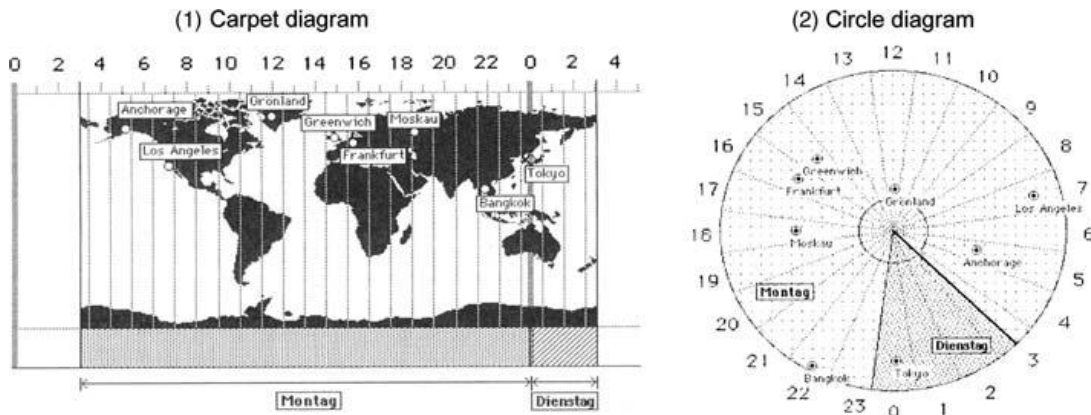 (1) Carpet diagram
(2) Circle diagram
0 2 4 6 8 10 12 14 16 18 20 22 0 2 4
Anchorage
Grönland
Greenwich
Moskau
Los Angeles
Frankfurt
Tokyo
Bangkok
Montag
Dienstag
12
13 11
14 10
15 9
16 8
17 7
18 6
19 5
20 4
21 3
22 2
23 0 1
Greenwich
Frankfurt
Grönland
Los Angeles
Moskau
Anchorage
Montag
Dienstag
Tokyo
Bangkok